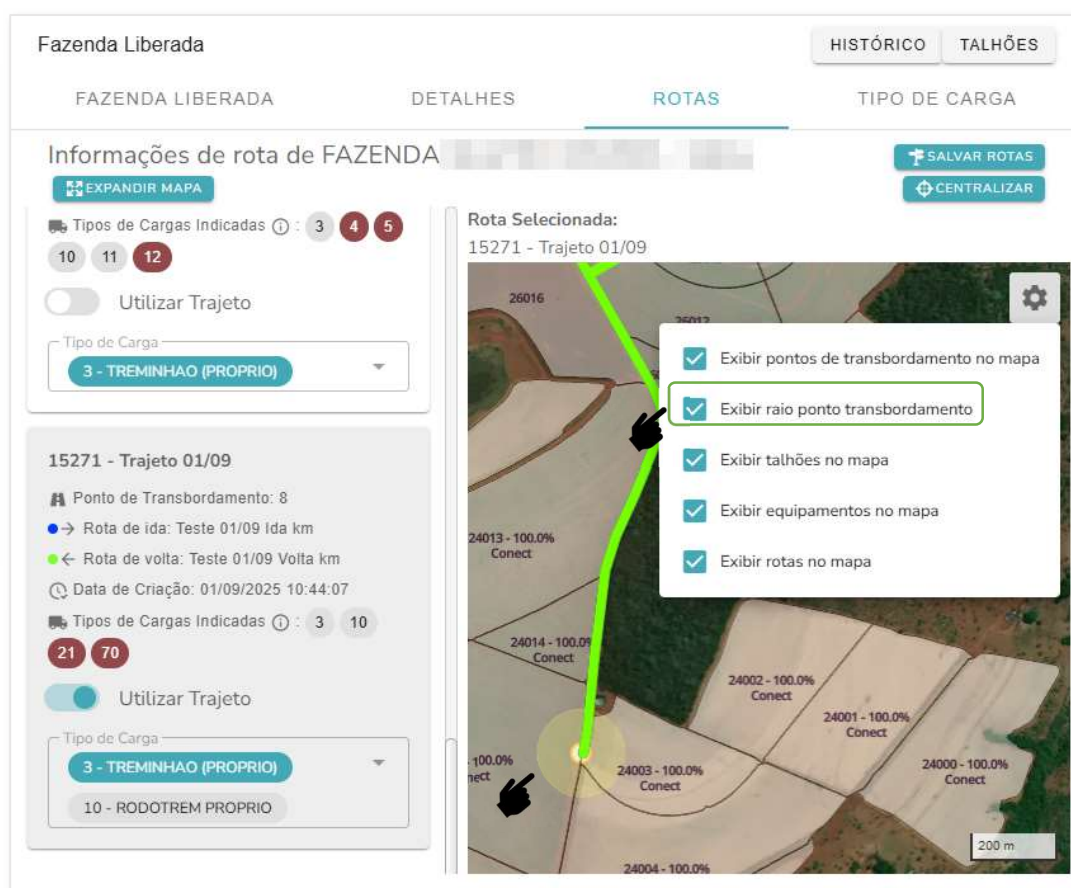 Fazenda Liberada
HISTÓRICO
TALHÕES
FAZENDA LIBERADA
DETALHES
ROTAS
TIPO DE CARGA
Informações de rota de FAZENDA
SALVAR ROTAS
EXPANDIR MAPA
CENTRALIZAR
Tipos de Cargas Indicadas : 3 4 5
10 11 12
Utilizar Trajeto
Tipo de Carga
3 - TREMINHAO (PROPRIO)
15271 - Trajeto 01/09
Ponto de Transbordamento: 8
Rota de ida: Teste 01/09 Ida km
Rota de volta: Teste 01/09 Volta km
Data de Criação: 01/09/2025 10:44:07
Tipos de Cargas Indicadas : 3 10
21 70
Utilizar Trajeto
Tipo de Carga
3 - TREMINHAO (PROPRIO)
10 - RODOTREM PROPRIO
Rota Selecionada:
15271 - Trajeto 01/09
26016
26012
Exibir pontos de transbordamento no mapa
Exibir raio ponto transbordamento
Exibir talhões no mapa
Exibir equipamentos no mapa
Exibir rotas no mapa
24013 - 100.0%
Conect
24014 - 100.0%
Conect
24002 - 100.0%
Conect
24001 - 100.0%
Conect
24003 - 100.0%
Conect
24000 - 100.0%
Conect
100.0%
24004 - 100.0%
200 m